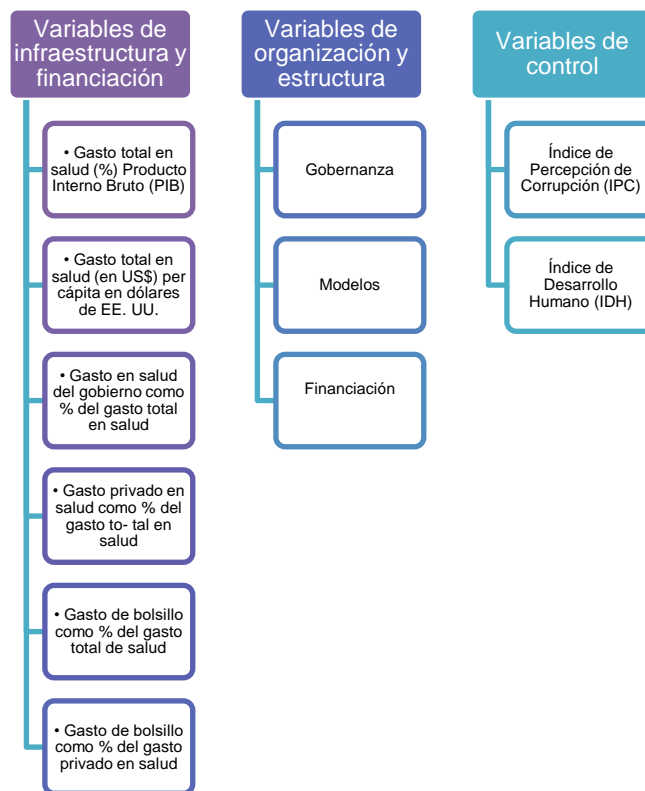 Variables de
infraestructura y
financiación
• Gasto total en
salud (%) Producto
Interno Bruto (PIB)
• Gasto total en
salud (en US$) per
cápita en dólares
de EE. UU.
• Gasto en salud
del gobierno como
% del gasto total
en salud
• Gasto privado en
salud como % del
gasto to- tal en
salud
• Gasto de bolsillo
como % del gasto
total de salud
• Gasto de bolsillo
como % del gasto
privado en salud
Variables de
organización y
estructura
Gobernanza
Modelos
Financiación
Variables de
control
Índice de
Percepción de
Corrupción (IPC)
Índice de
Desarrollo
Humano (IDH)